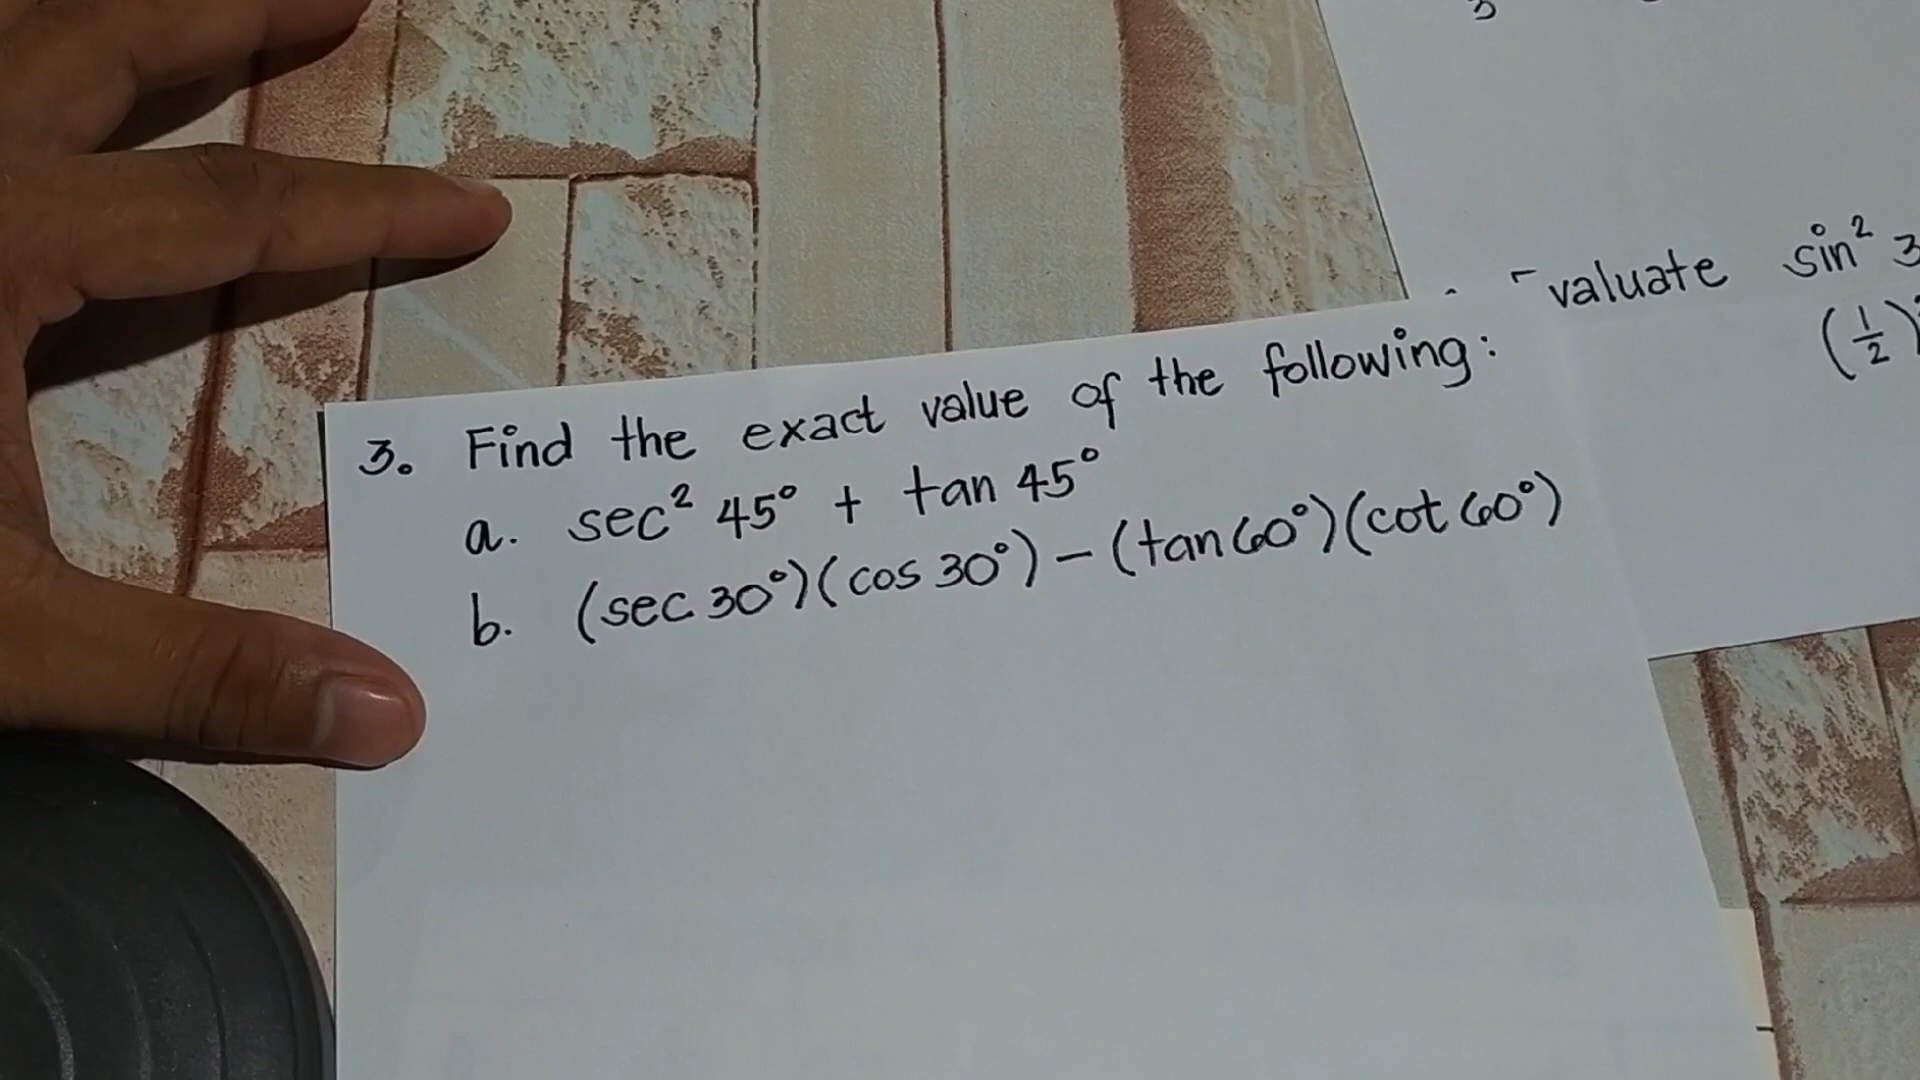 3. Find the exact value of the following:
a. sec² 45° + tan 45°
b. (sec 30°)(cos 30°) – (tan 60°)(cot 60°)
valuate sin² 3
(1/2)²